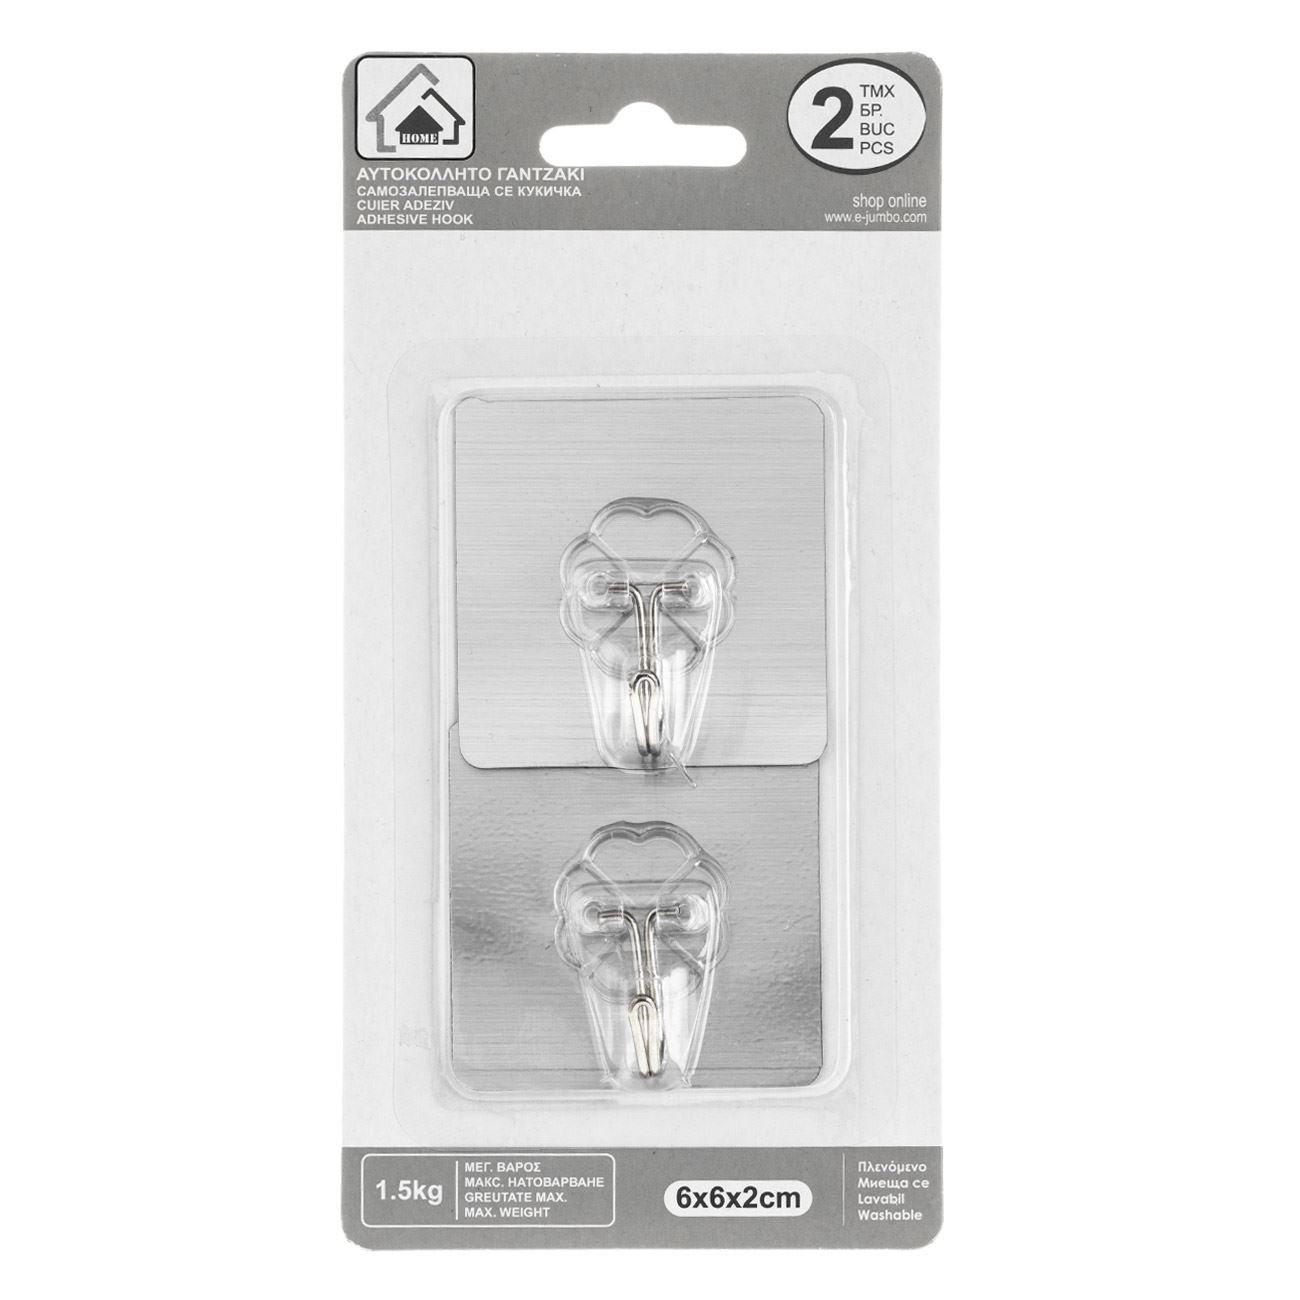 HOME
ΑΥΤΟΚΟΛΛΗΤΟ ΓΑΝΤΖΑΚΙ
САМОЗАЛЕПВАЩА СЕ КУКИЧКА
CUIER ADEZIV
ADHESIVE HOOK
2
ΤΜΧ
БР.
BUC
PCS
shop online
www.e-jumbo.com
1.5kg
ΜΕΓ. ΒΑΡΟΣ
МАКС. НАТОВАРВАНЕ
GREUTATE MAX.
MAX. WEIGHT
6x6x2cm
Πλενόμενο
Миеща се
Lavabil
Washable